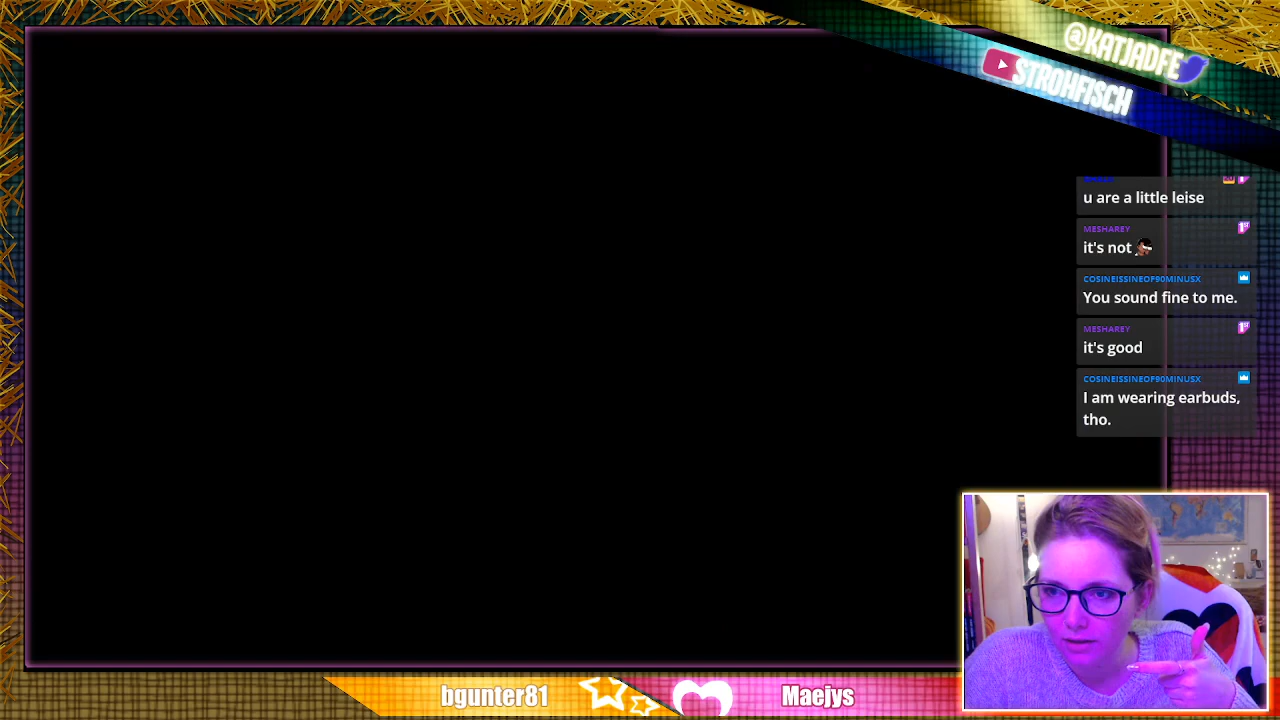 @KATJADFE
STROHFISCH
u are a little leise
MESHAREY
it's not
COSINEISSINEOF90MINUSX
You sound fine to me.
MESHAREY
it's good
COSINEISSINEOF90MINUSX
I am wearing earbuds,
tho.
bgunter81
Maejys